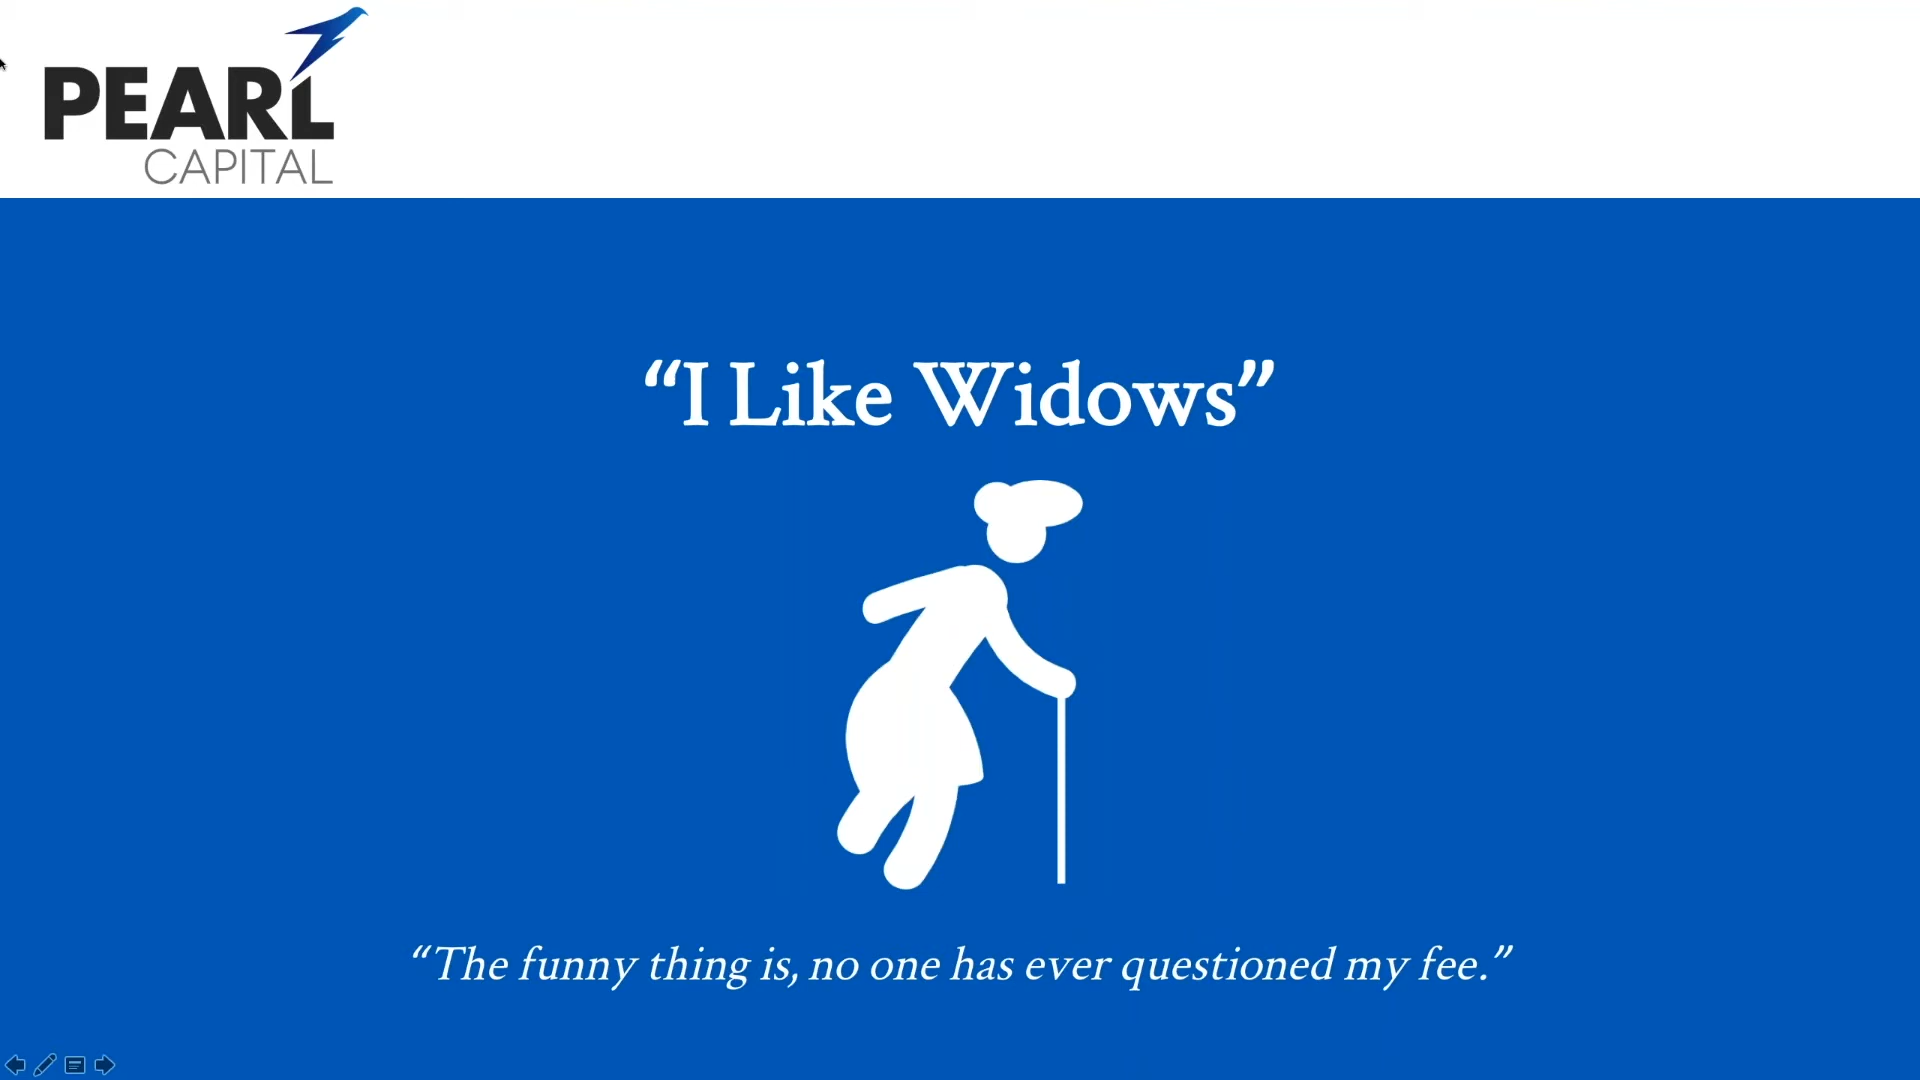 PEARL
CAPITAL
“I Like Widows”
“The funny thing is, no one has ever questioned my fee.”